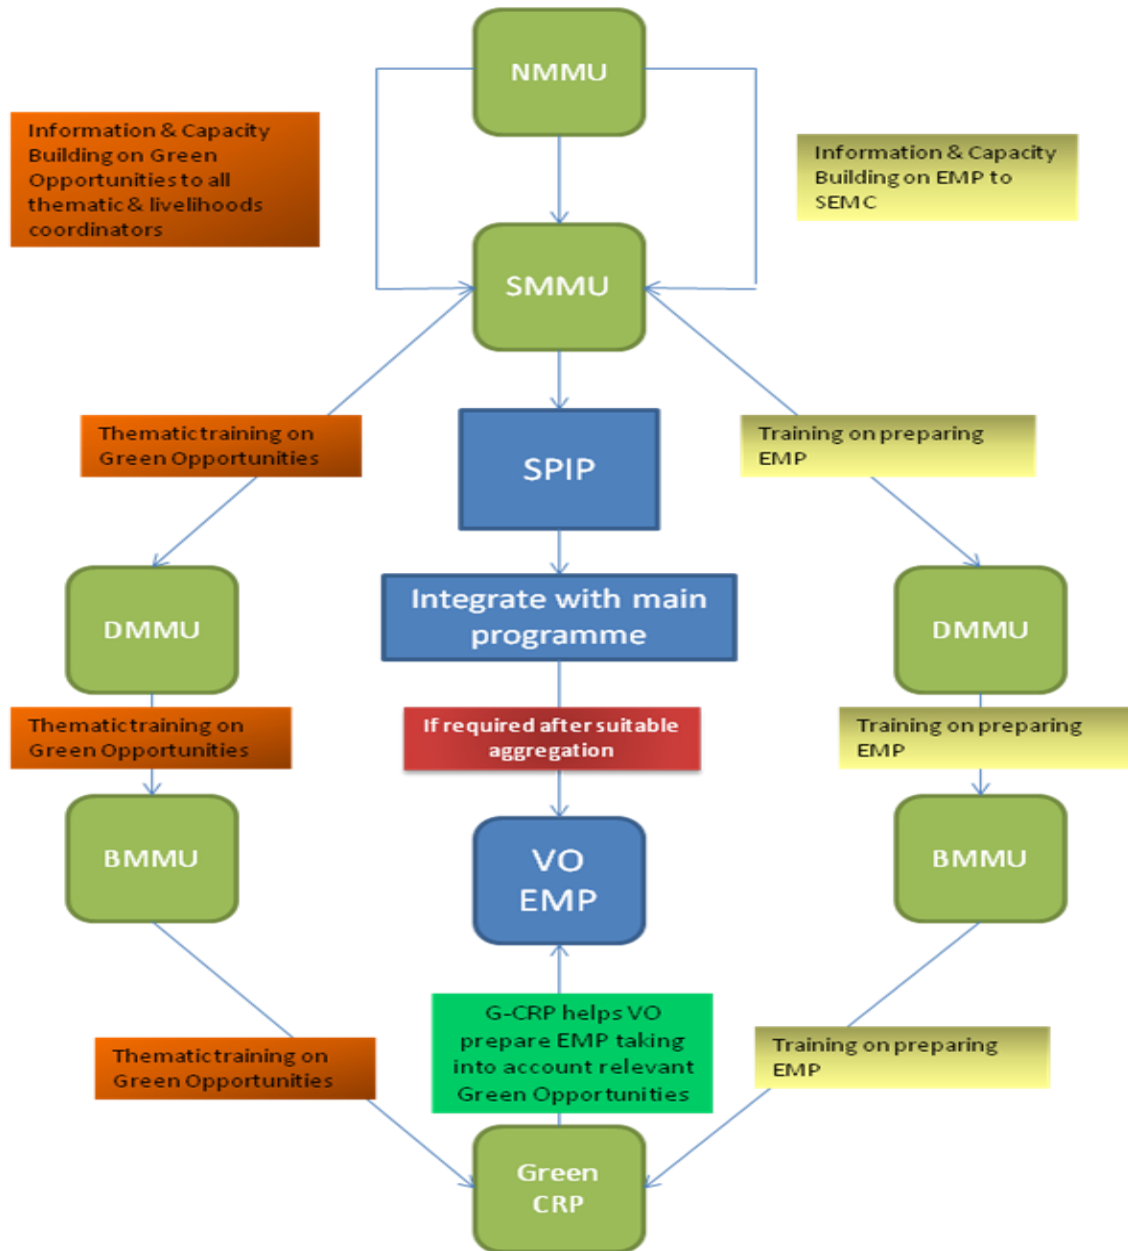 NMMU
Information & Capacity
Building on Green
Opportunities to all
thematic & livelihoods
coordinators
Information & Capacity
Building on EMP to
SEMC
SMMU
Thematic training on
Green Opportunities
SPIP
Training on preparing
EMP
DMMU
Integrate with main
programme
DMMU
Thematic training on
Green Opportunities
If required after suitable
aggregation
Training on preparing
EMP
BMMU
VO
EMP
BMMU
Thematic training on
Green Opportunities
G-CRP helps VO
prepare EMP taking
into account relevant
Green Opportunities
Training on preparing
EMP
Green
CRP